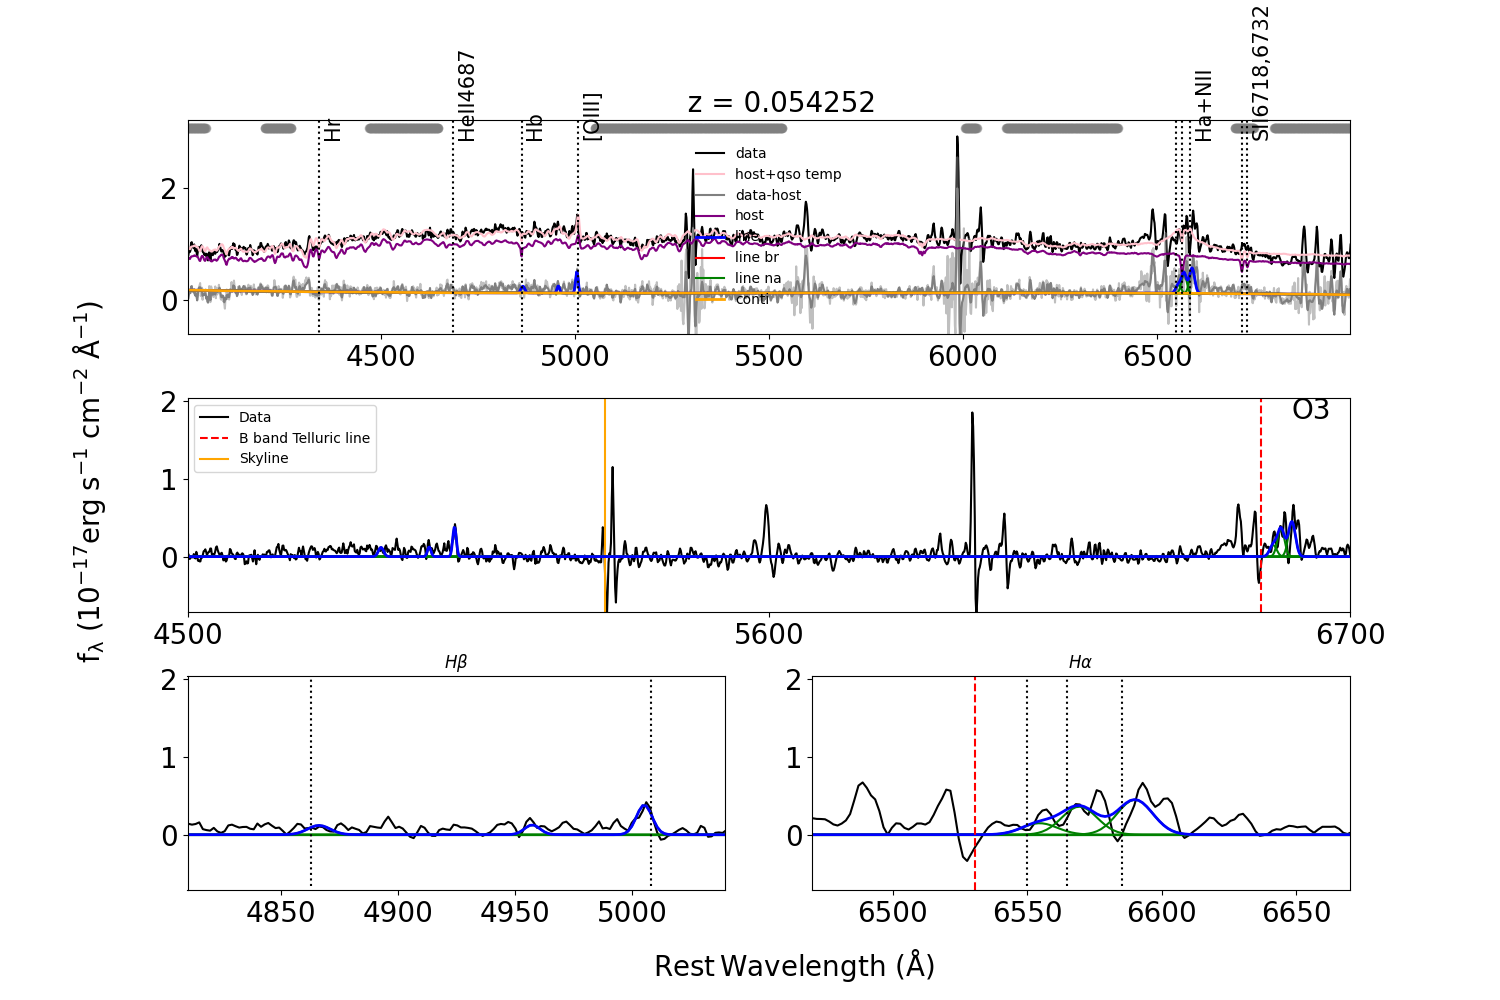 z = 0.054252
Hr
HeII4687
Hb
[OIII]
Ha+NII
SII6718,6732
data
host+qso temp
data-host
host
line
line br
line na
conti
2
0
4500
5000
5500
6000
6500
fλ (10−17erg s−1 cm−2 Å−1)
O3
Data
B band Telluric line
Skyline
2
1
0
4500
5600
6700
Hβ
2
1
0
4850
4900
4950
5000
Hα
2
1
0
6500
6550
6600
6650
Rest Wavelength (Å)